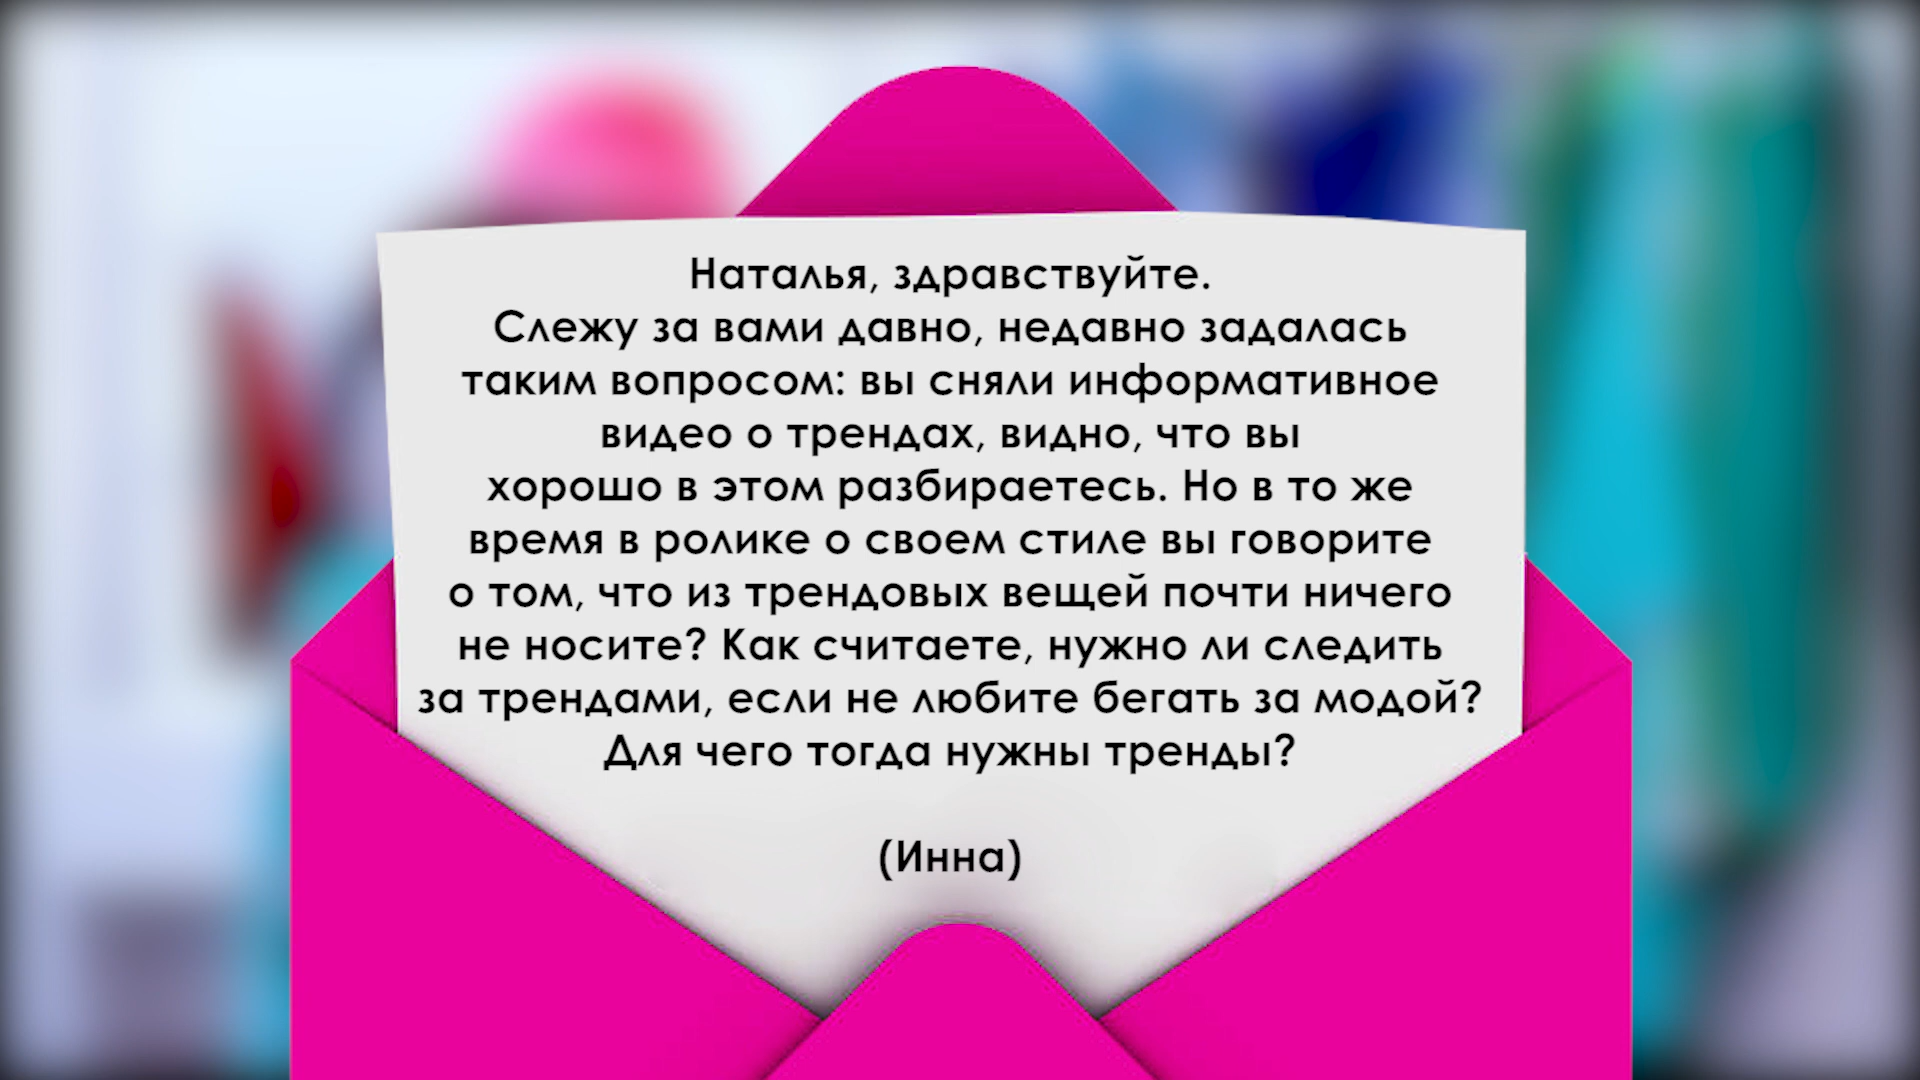 Наталья, здравствуйте.
Слежу за вами давно, недавно задалась
таким вопросом: вы сняли информативное
видео о трендах, видно, что вы
хорошо в этом разбираетесь. Но в то же
время в ролике о своем стиле вы говорите
о том, что из трендовых вещей почти ничего
не носите? Как считаете, нужно ли следить
за трендами, если не любите бегать за модой?
Для чего тогда нужны тренды?
(Инна)